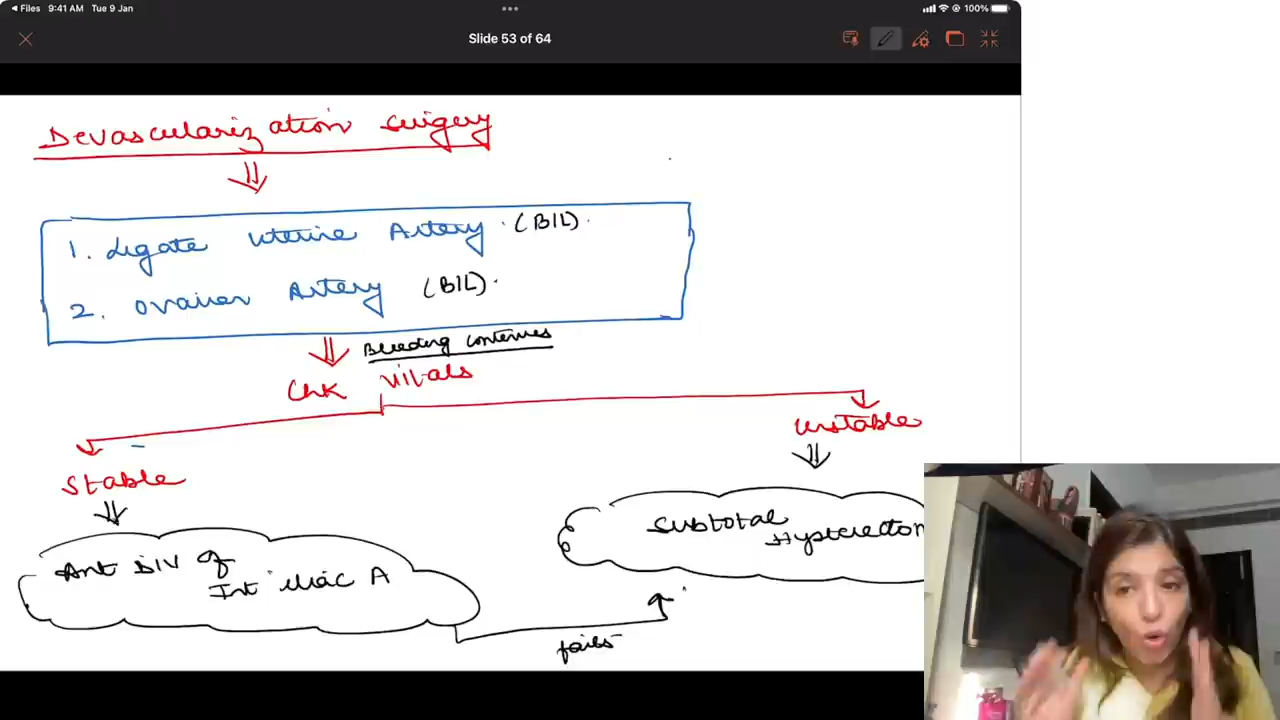 Files 9:41 AM Tue 9 Jan
100%
Slide 53 of 64
Devascularization surgery
1. Ligate Uterine Artery (B/L).
2. Ovarian Artery (B/L).
Bleeding continues
Chk vitals
Stable
Unstable
Ant Div of
Int iliac A
Subtotal
Hysterectom
fails